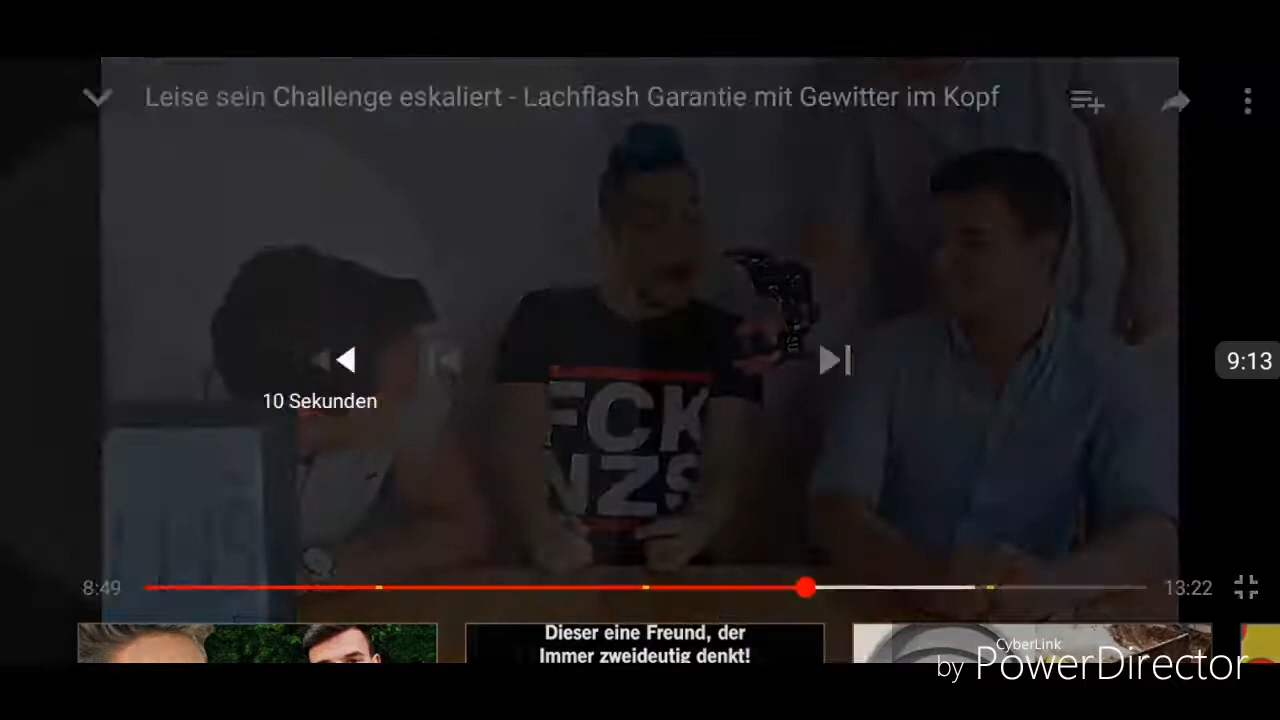 Leise sein Challenge eskaliert - Lachflash Garantie mit Gewitter im Kopf
9:13
10 Sekunden
FCK
NZS
8:49
13:22
Dieser eine Freund, der
Immer zweideutig denkt!
CyberLink
by PowerDirector